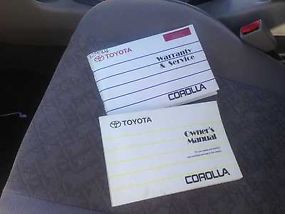 TOYOTA
Warranty
& Service
COROLLA
TOYOTA
Owner's
Manual
COROLLA